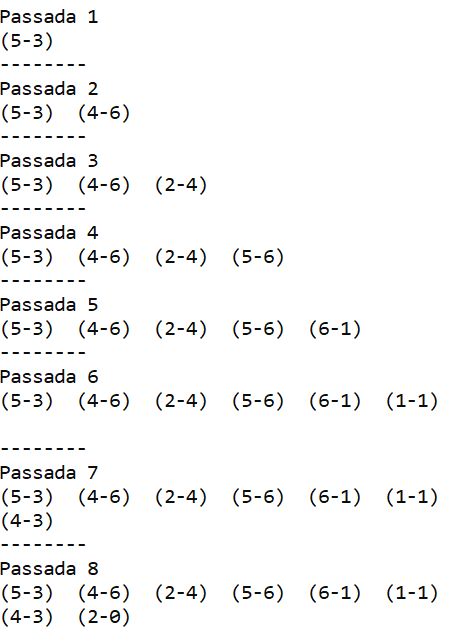 Passada 1
(5-3)
--------
Passada 2
(5-3)  (4-6)
--------
Passada 3
(5-3)  (4-6)  (2-4)
--------
Passada 4
(5-3)  (4-6)  (2-4)  (5-6)
--------
Passada 5
(5-3)  (4-6)  (2-4)  (5-6)  (6-1)
--------
Passada 6
(5-3)  (4-6)  (2-4)  (5-6)  (6-1)  (1-1)

--------
Passada 7
(5-3)  (4-6)  (2-4)  (5-6)  (6-1)  (1-1)
(4-3)
--------
Passada 8
(5-3)  (4-6)  (2-4)  (5-6)  (6-1)  (1-1)
(4-3)  (2-0)